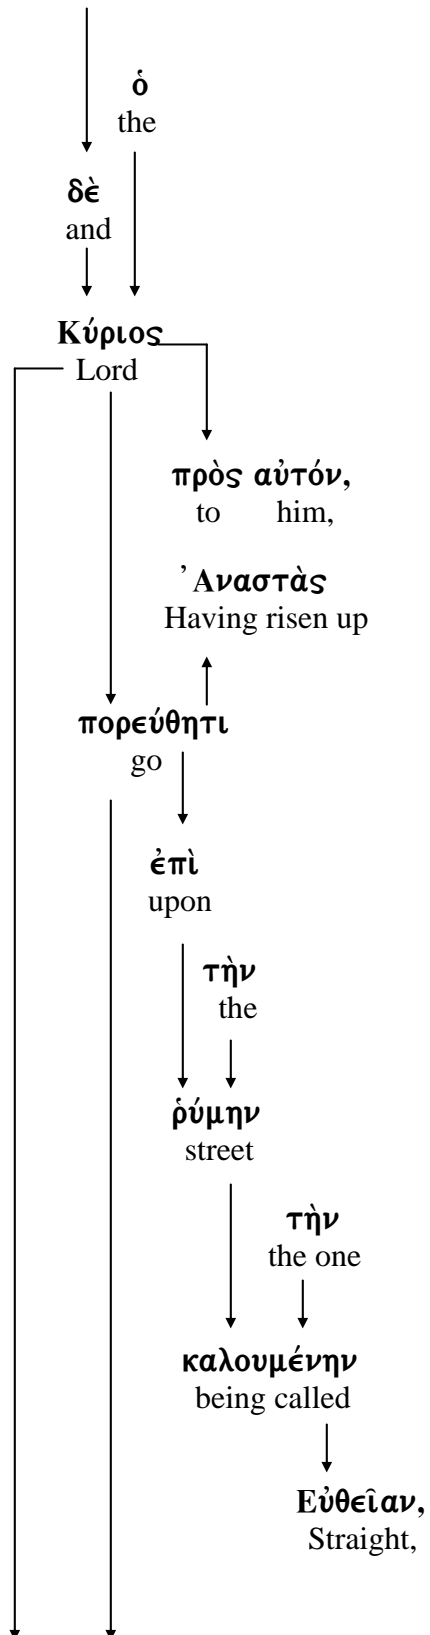 ὁ
the
δὲ
and
Κύριος
Lord
πρὸς αὐτόν,
to him,
Ἀναστὰς
Having risen up
πορεύθητι
go
ἐπὶ
upon
τὴν
the
ῥύμην
street
τὴν
the one
καλουμένην
being called
Εὐθεῖαν,
Straight,